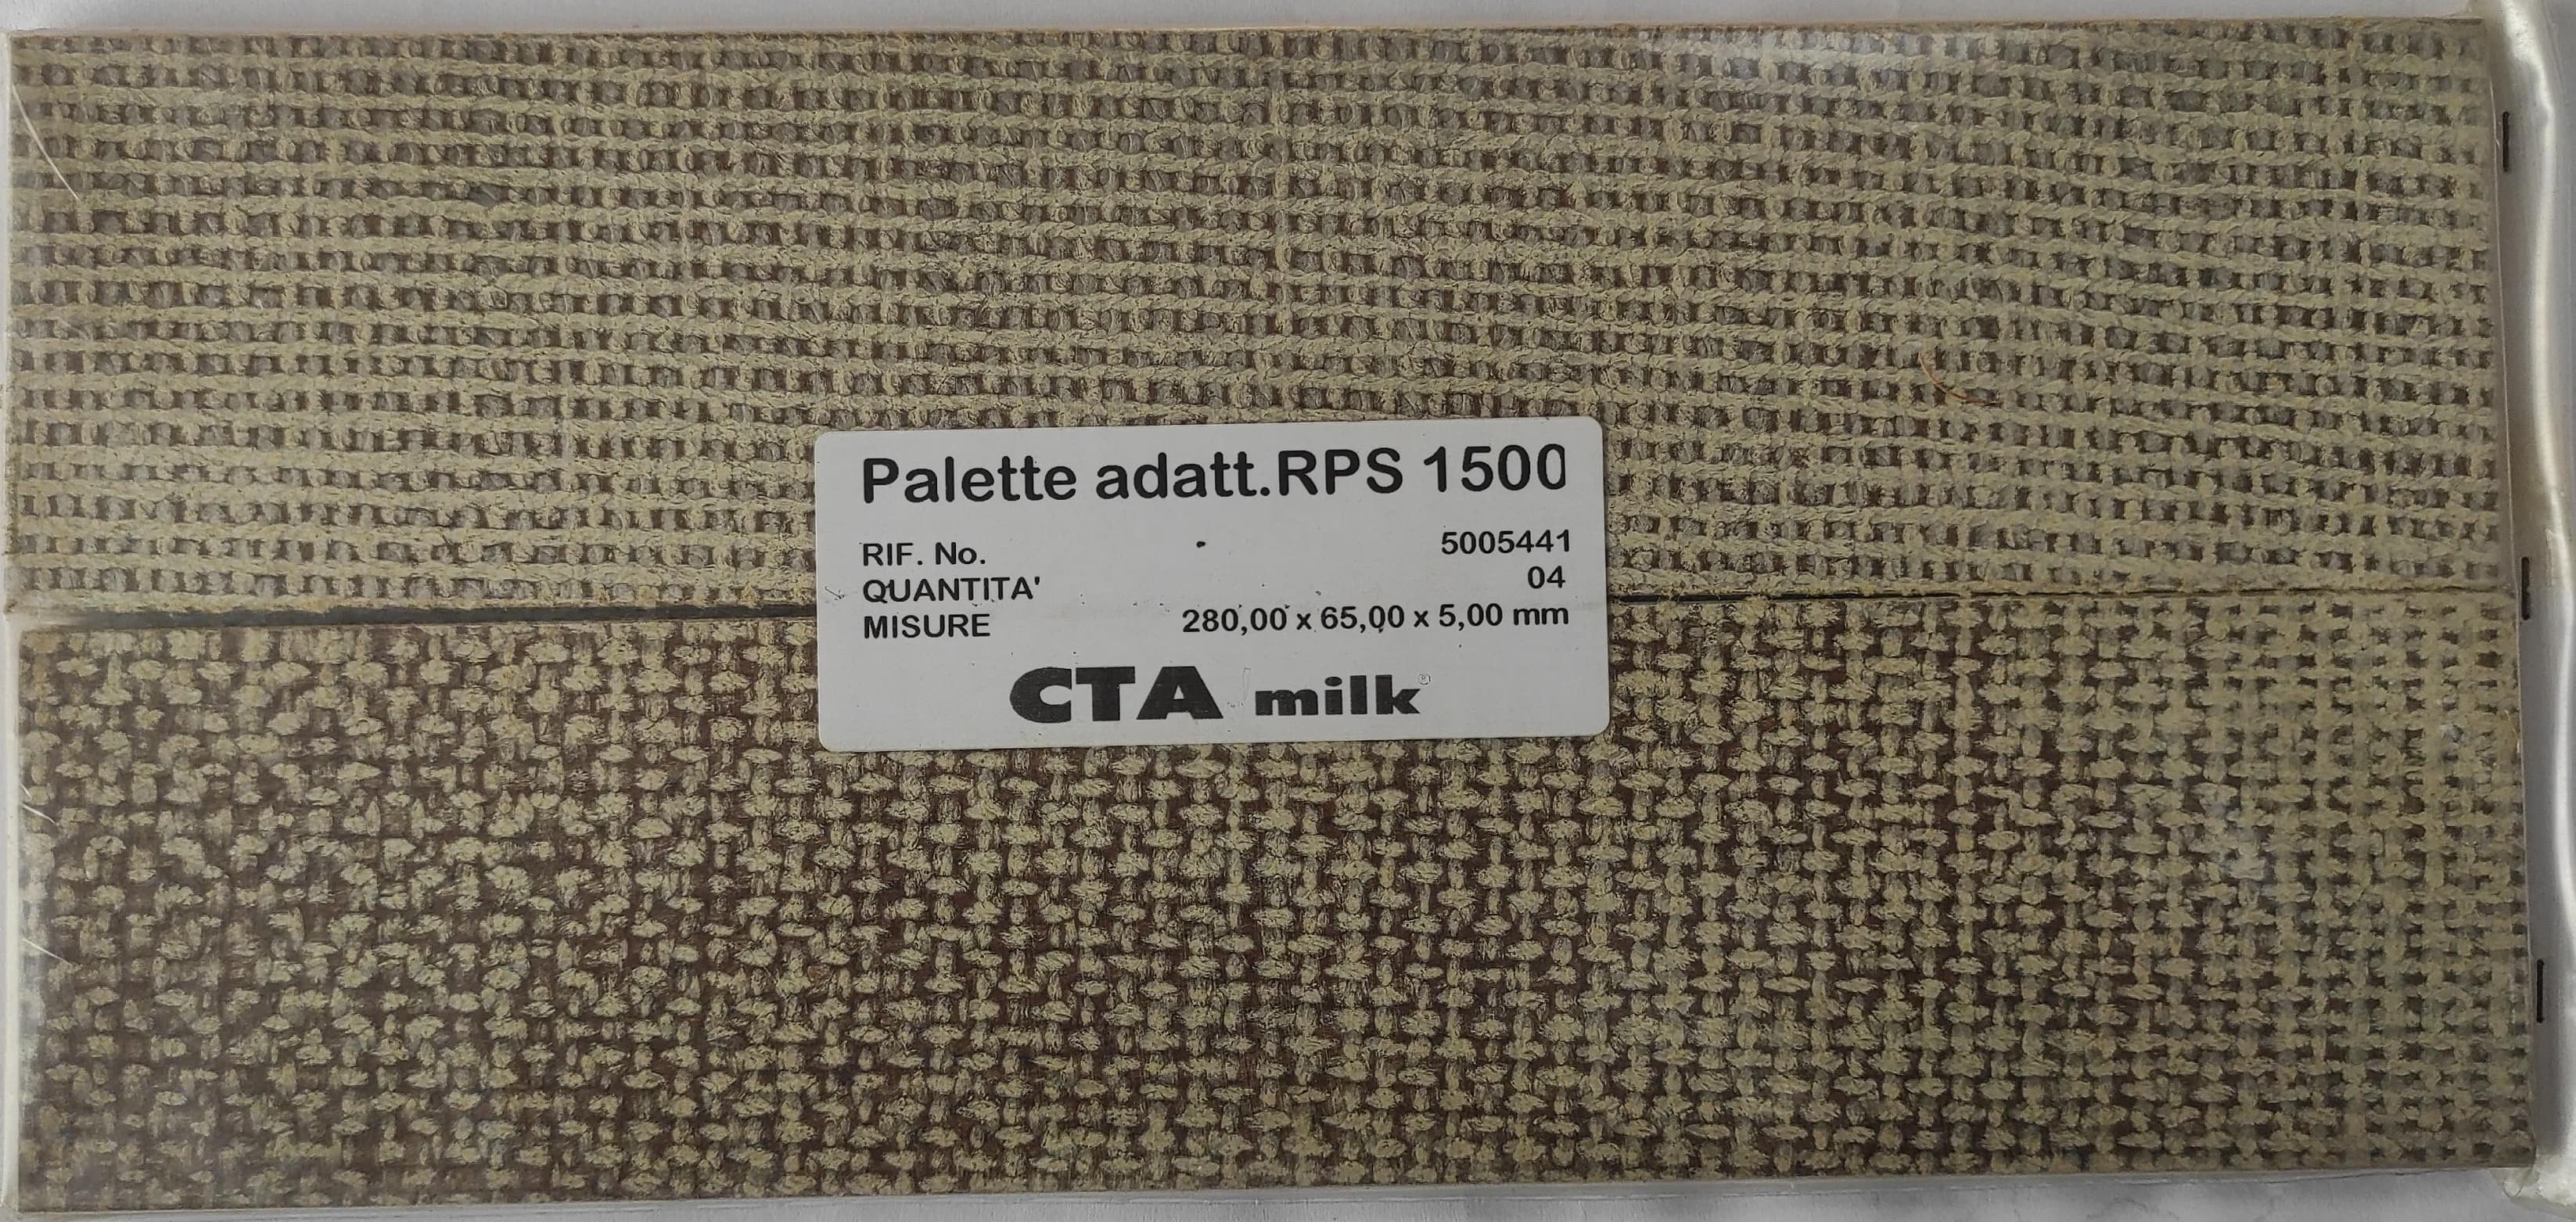 Palette adatt.RPS 1500
RIF. No. 5005441
QUANTITA' 04
MISURE 280,00 x 65,00 x 5,00 mm
CTA milk®